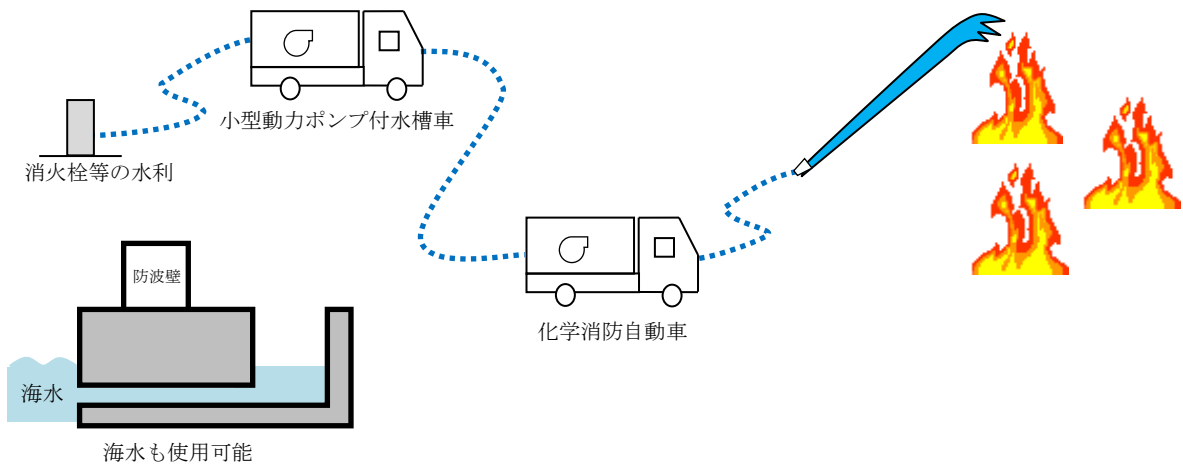 小型動力ポンプ付水槽車
消火栓等の水利
防波壁
化学消防自動車
海水
海水も使用可能